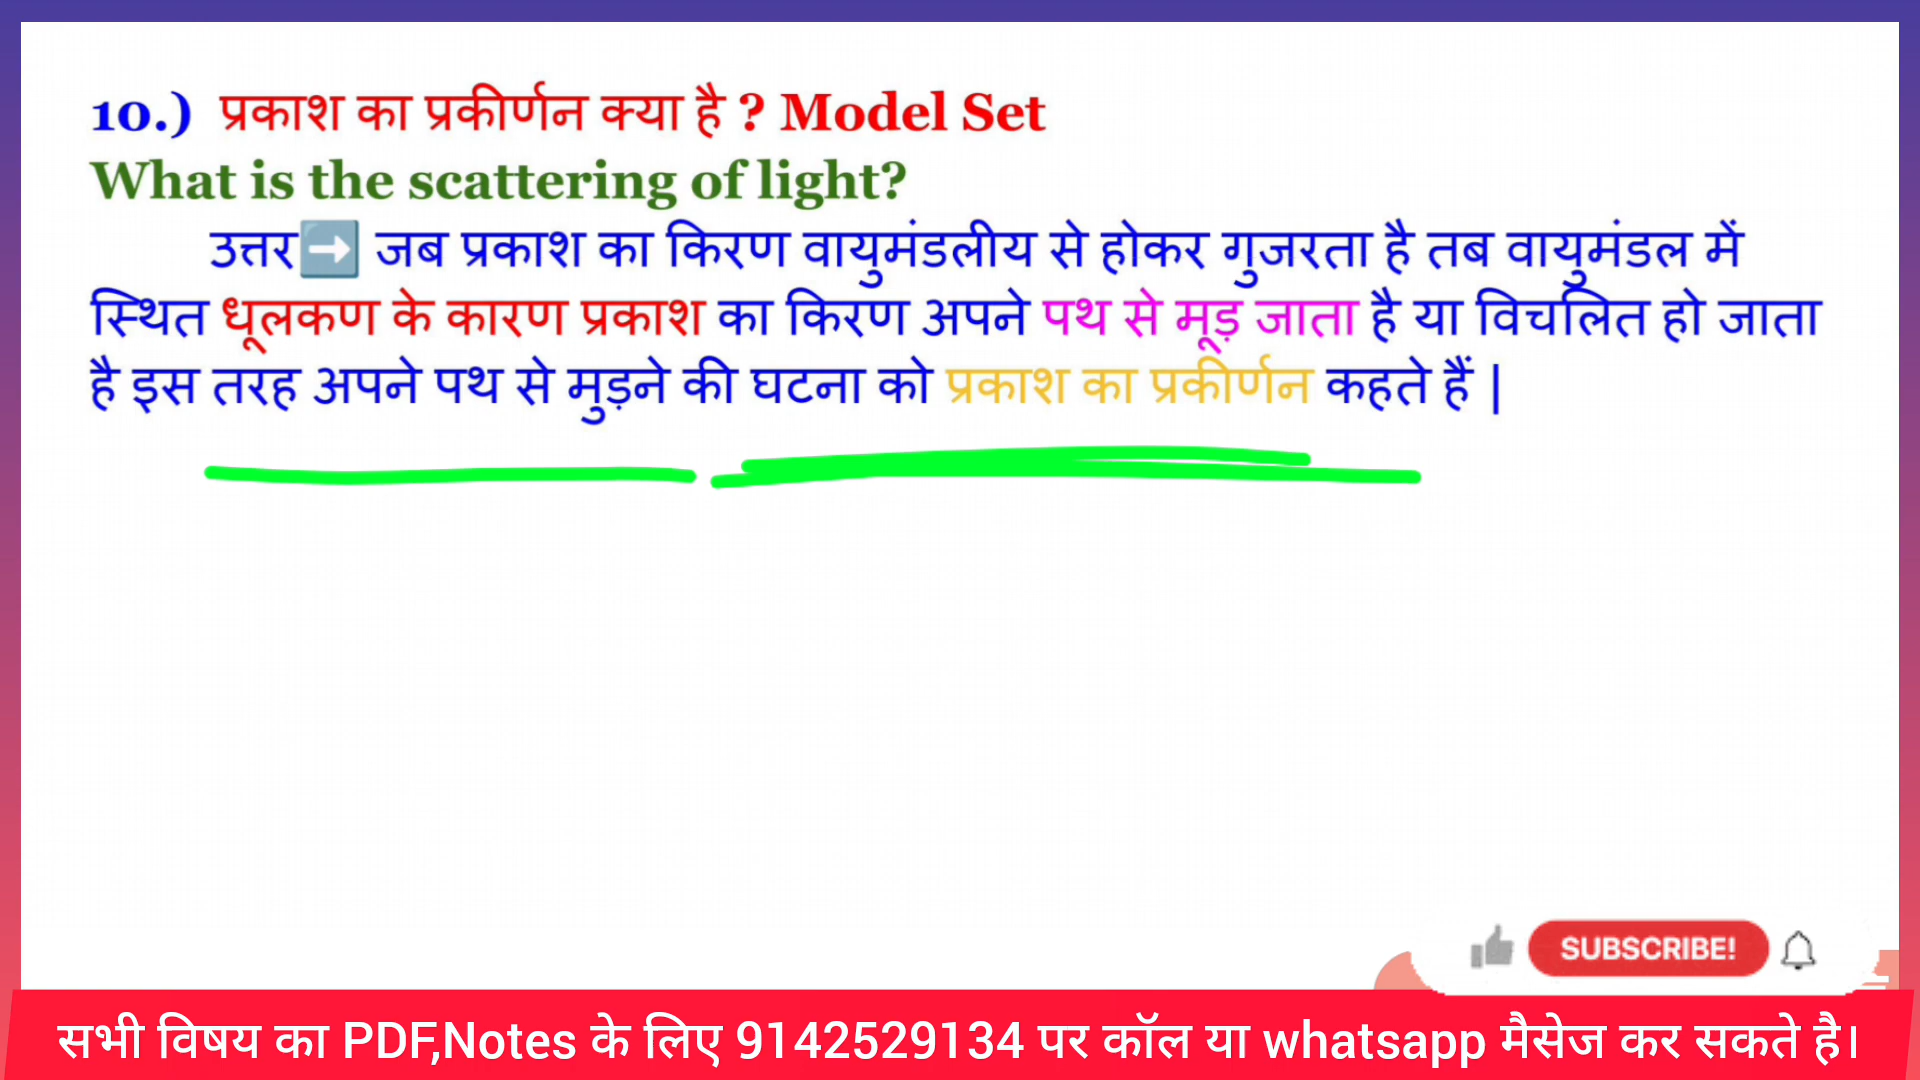 10.) प्रकाश का प्रकीर्णन क्या है ? Model Set
What is the scattering of light?
उत्तर➡️ जब प्रकाश का किरण वायुमंडलीय से होकर गुजरता है तब वायुमंडल में
स्थित धूलकण के कारण प्रकाश का किरण अपने पथ से मूड़ जाता है या विचलित हो जाता
है इस तरह अपने पथ से मुड़ने की घटना को प्रकाश का प्रकीर्णन कहते हैं |
SUBSCRIBE!
सभी विषय का PDF,Notes के लिए 9142529134 पर कॉल या whatsapp मैसेज कर सकते है।